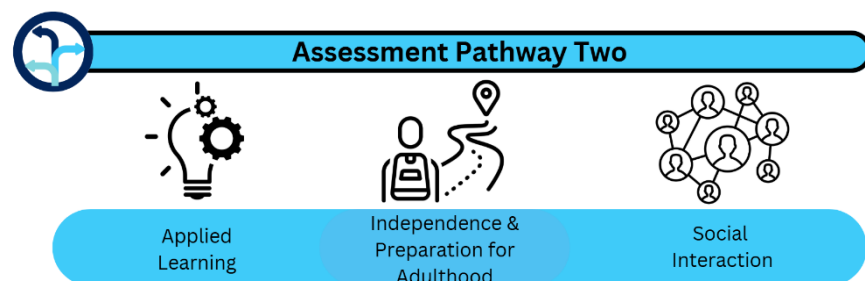 Assessment Pathway Two
Applied
Learning
Independence &
Preparation for
Adulthood
Social
Interaction